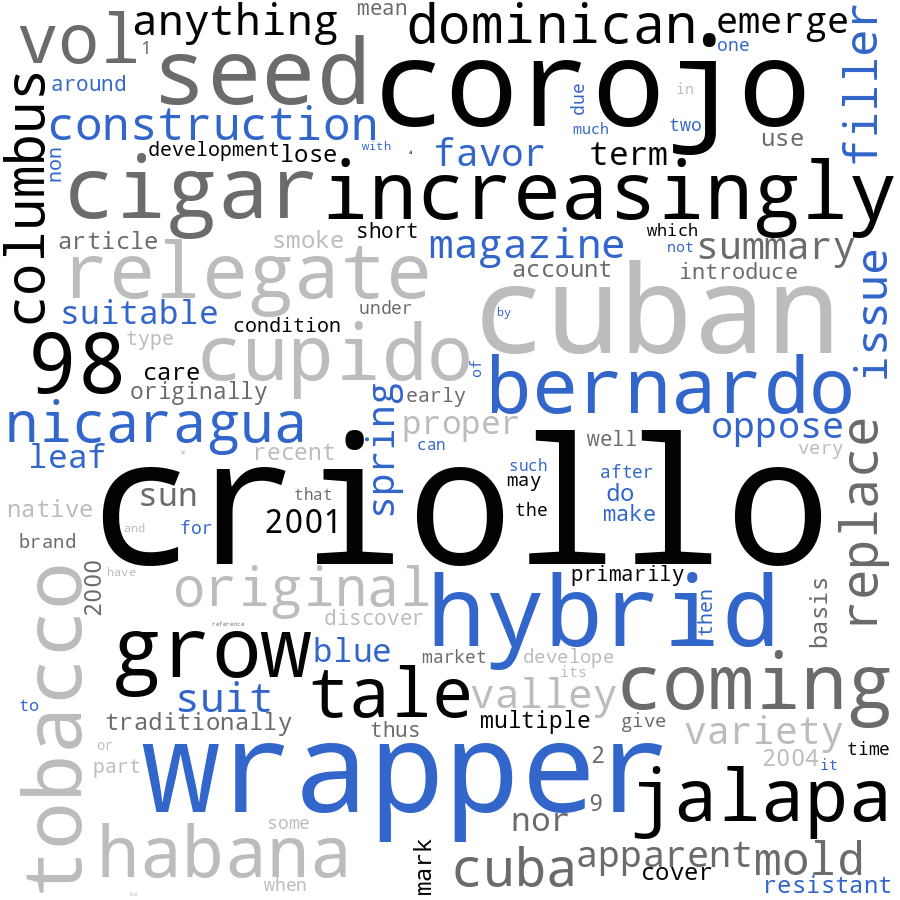 mean
anything
dominican
emerge
vol
1
seed
corojo
one
filler
around
columbus
construction
due
in
much
two
use
non
development
lose
with
favor
term
cigar
increasingly
article
smoke
short
which
relegate
magazine
not
summary
account
introduce
cuban
issue
suitable
under
by
98
type
condition
cupido
care
of
originally
spring
early
bernardo
nicaragua
proper
oppose
replace
leaf
recent
can
well
very
criollo
sun
that
such
may
after
do
native
and
for
2001
the
make
brand
2000
have
original
primarily
hybrid
then
basis
tobacco
discover
reference
grow
blue
market
develope
its
tale
coming
suit
valley
to
traditionally
thus
multiple
give
variety
or
part
wrapper
2
2004
it
time
9
jalapa
some
nor
habana
mark
cuba
apparent
mold
cover
when
resistant
be